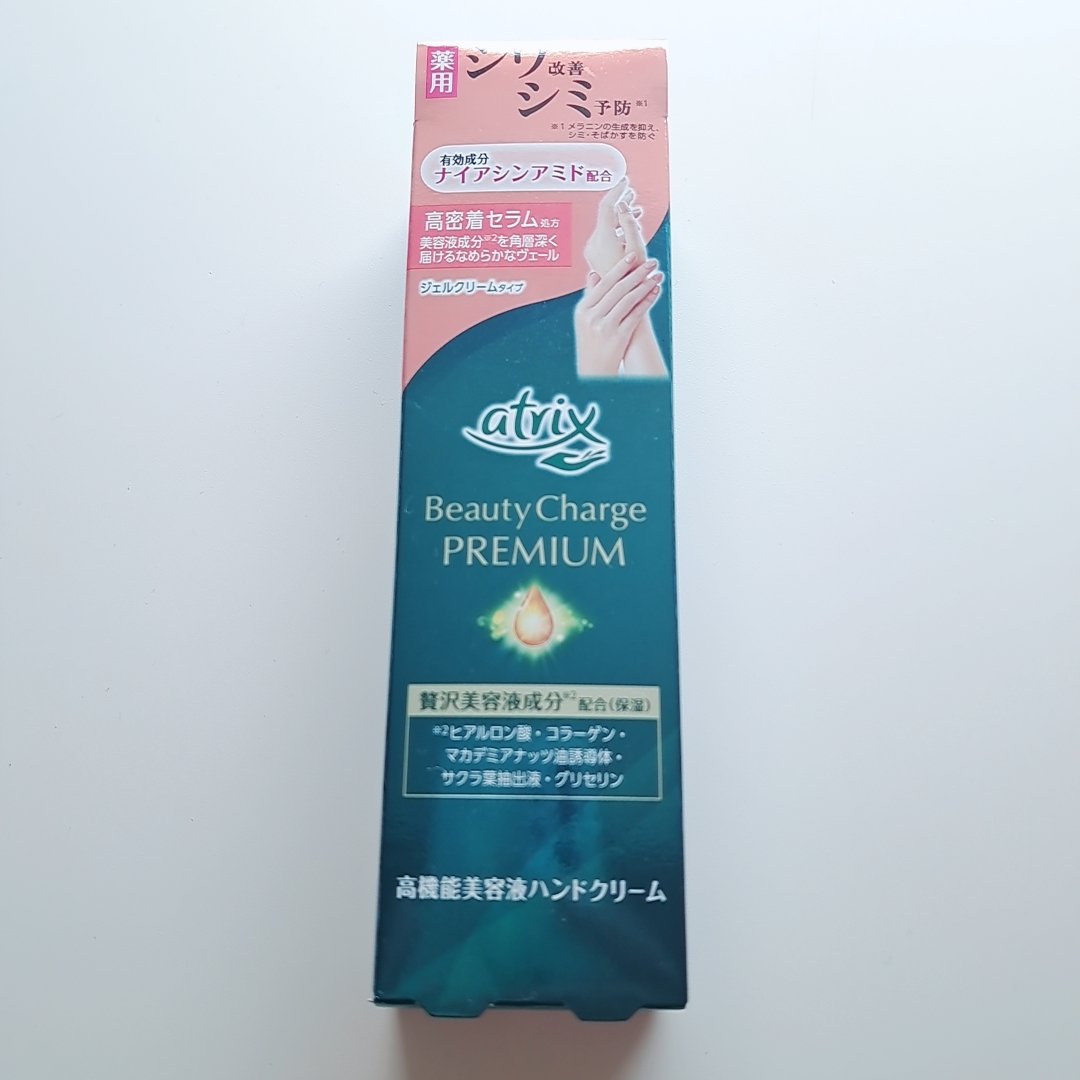 薬用
シワ改善
シミ予防※1
※1 メラニンの生成を抑え、
シミ・そばかすを防ぐ
有効成分
ナイアシンアミド配合
高密着セラム処方
美容液成分※2を角層深く
届けるなめらかなヴェール
ジェルクリームタイプ
atrix
Beauty Charge
PREMIUM
贅沢美容液成分※2配合(保湿)
※2ヒアルロン酸・コラーゲン・
マカデミアナッツ油誘導体・
サクラ葉抽出液・グリセリン
高機能美容液ハンドクリーム